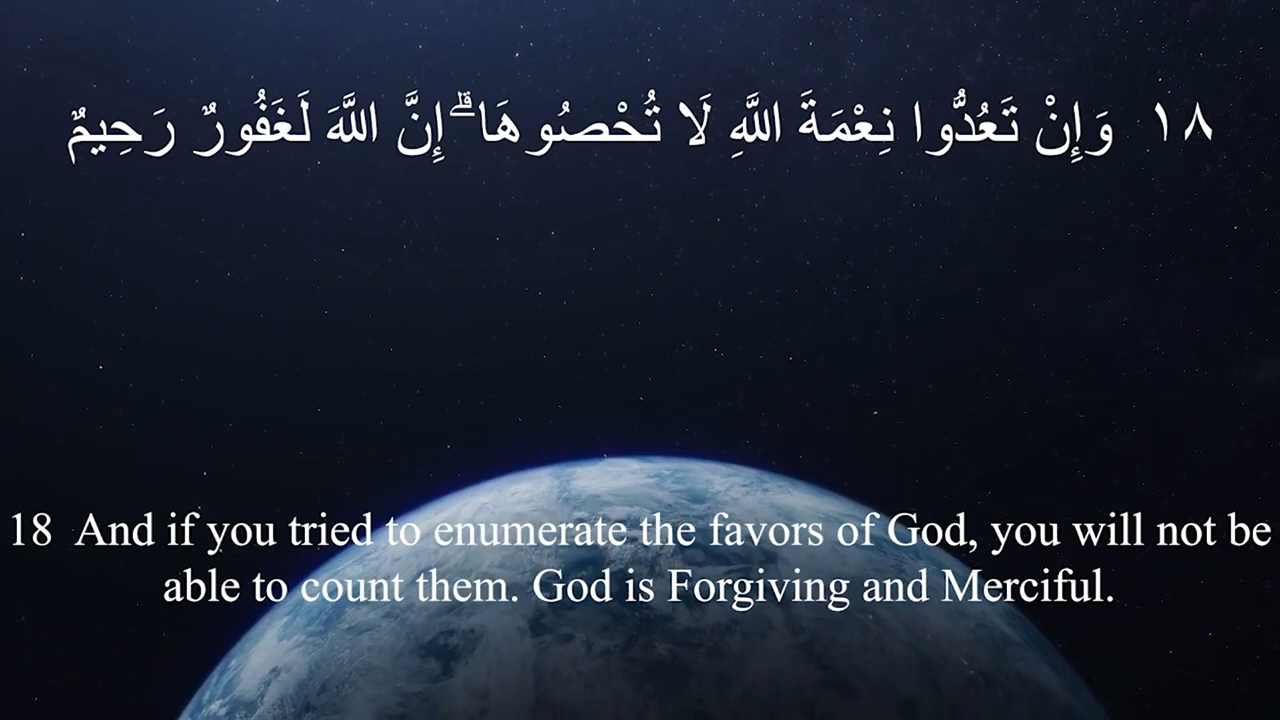 ١٨ وَإِنْ تَعُدُّوا نِعْمَةَ اللَّهِ لَا تُحْصُوهَا ۗ إِنَّ اللَّهَ لَغَفُورٌ رَحِيمٌ
18 And if you tried to enumerate the favors of God, you will not be
able to count them. God is Forgiving and Merciful.